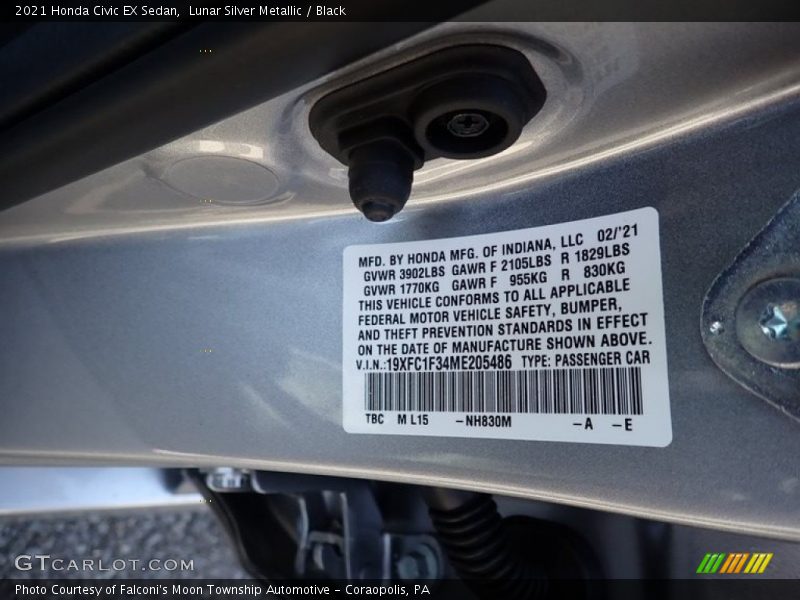 2021 Honda Civic EX Sedan,  Lunar Silver Metallic / Black
MFD. BY HONDA MFG. OF INDIANA, LLC 02/'21
GVWR 3902LBS GAWR F 2105LBS R 1829LBS
GVWR 1770KG GAWR F 955KG R 830KG
THIS VEHICLE CONFORMS TO ALL APPLICABLE
FEDERAL MOTOR VEHICLE SAFETY, BUMPER,
AND THEFT PREVENTION STANDARDS IN EFFECT
ON THE DATE OF MANUFACTURE SHOWN ABOVE.
V.I.N.:19XFC1F34ME205486 TYPE: PASSENGER CAR
TBC M L15 -NH830M -A -E
GTCARLOT.COM
Photo Courtesy of Falconi's Moon Township Automotive - Coraopolis, PA